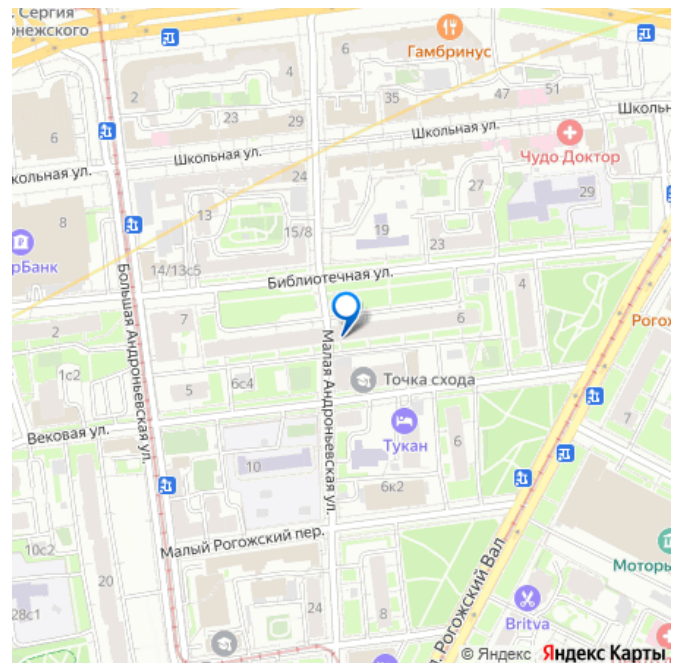 Сергия
онежского
Гамбринус
6
4
2
35
47
51
23
29
Школьн
6
Школьная ул.
Чудо Доктор
Школьная ул.
кольная ул.
24
27
29
13
8
19
15/8
23
рБанк
14/13с5
Библиотечная ул.
4
Большая Андроньевская ул.
7
6
2
Рогож
Малая Андроньевская ул.
1с2
6с4
Точка схода
5
7
Вековая ул.
Тукан
6
10
6к2
Малый Рогожский пер.
10с2
Моторы
20
л. Рогожский Вал
28с1
24
8
Britva
© Яндекс Яндекс Карты